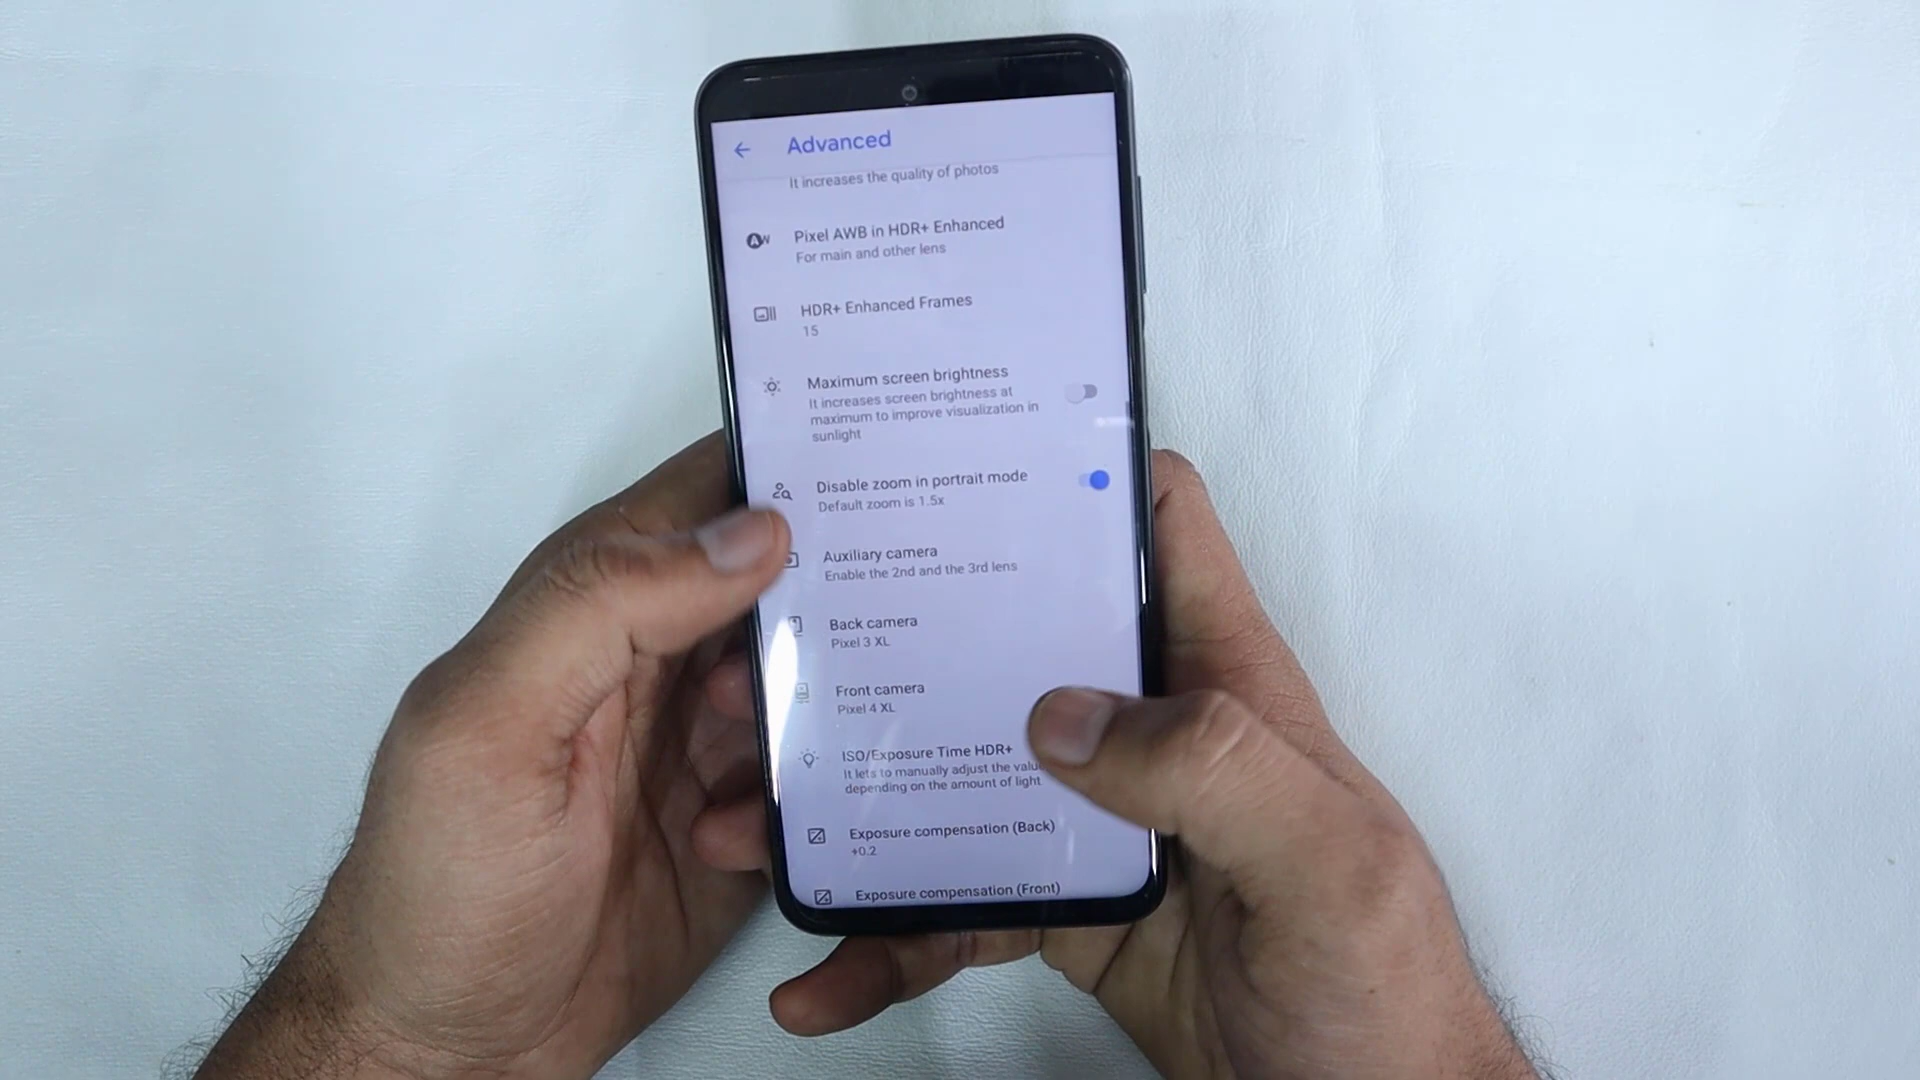 Advanced
It increases the quality of photos
Pixel AWB in HDR+ Enhanced
For main and other lens
HDR+ Enhanced Frames
15
Maximum screen brightness
It increases screen brightness at
maximum to improve visualization in
sunlight
Disable zoom in portrait mode
Default zoom is 1.5x
Auxiliary camera
Enable the 2nd and the 3rd lens
Back camera
Pixel 3 XL
Front camera
Pixel 4 XL
ISO/Exposure Time HDR+
It lets to manually adjust the
depending on the amount of light
Exposure compensation (Back)
+0.2
Exposure compensation (Front)